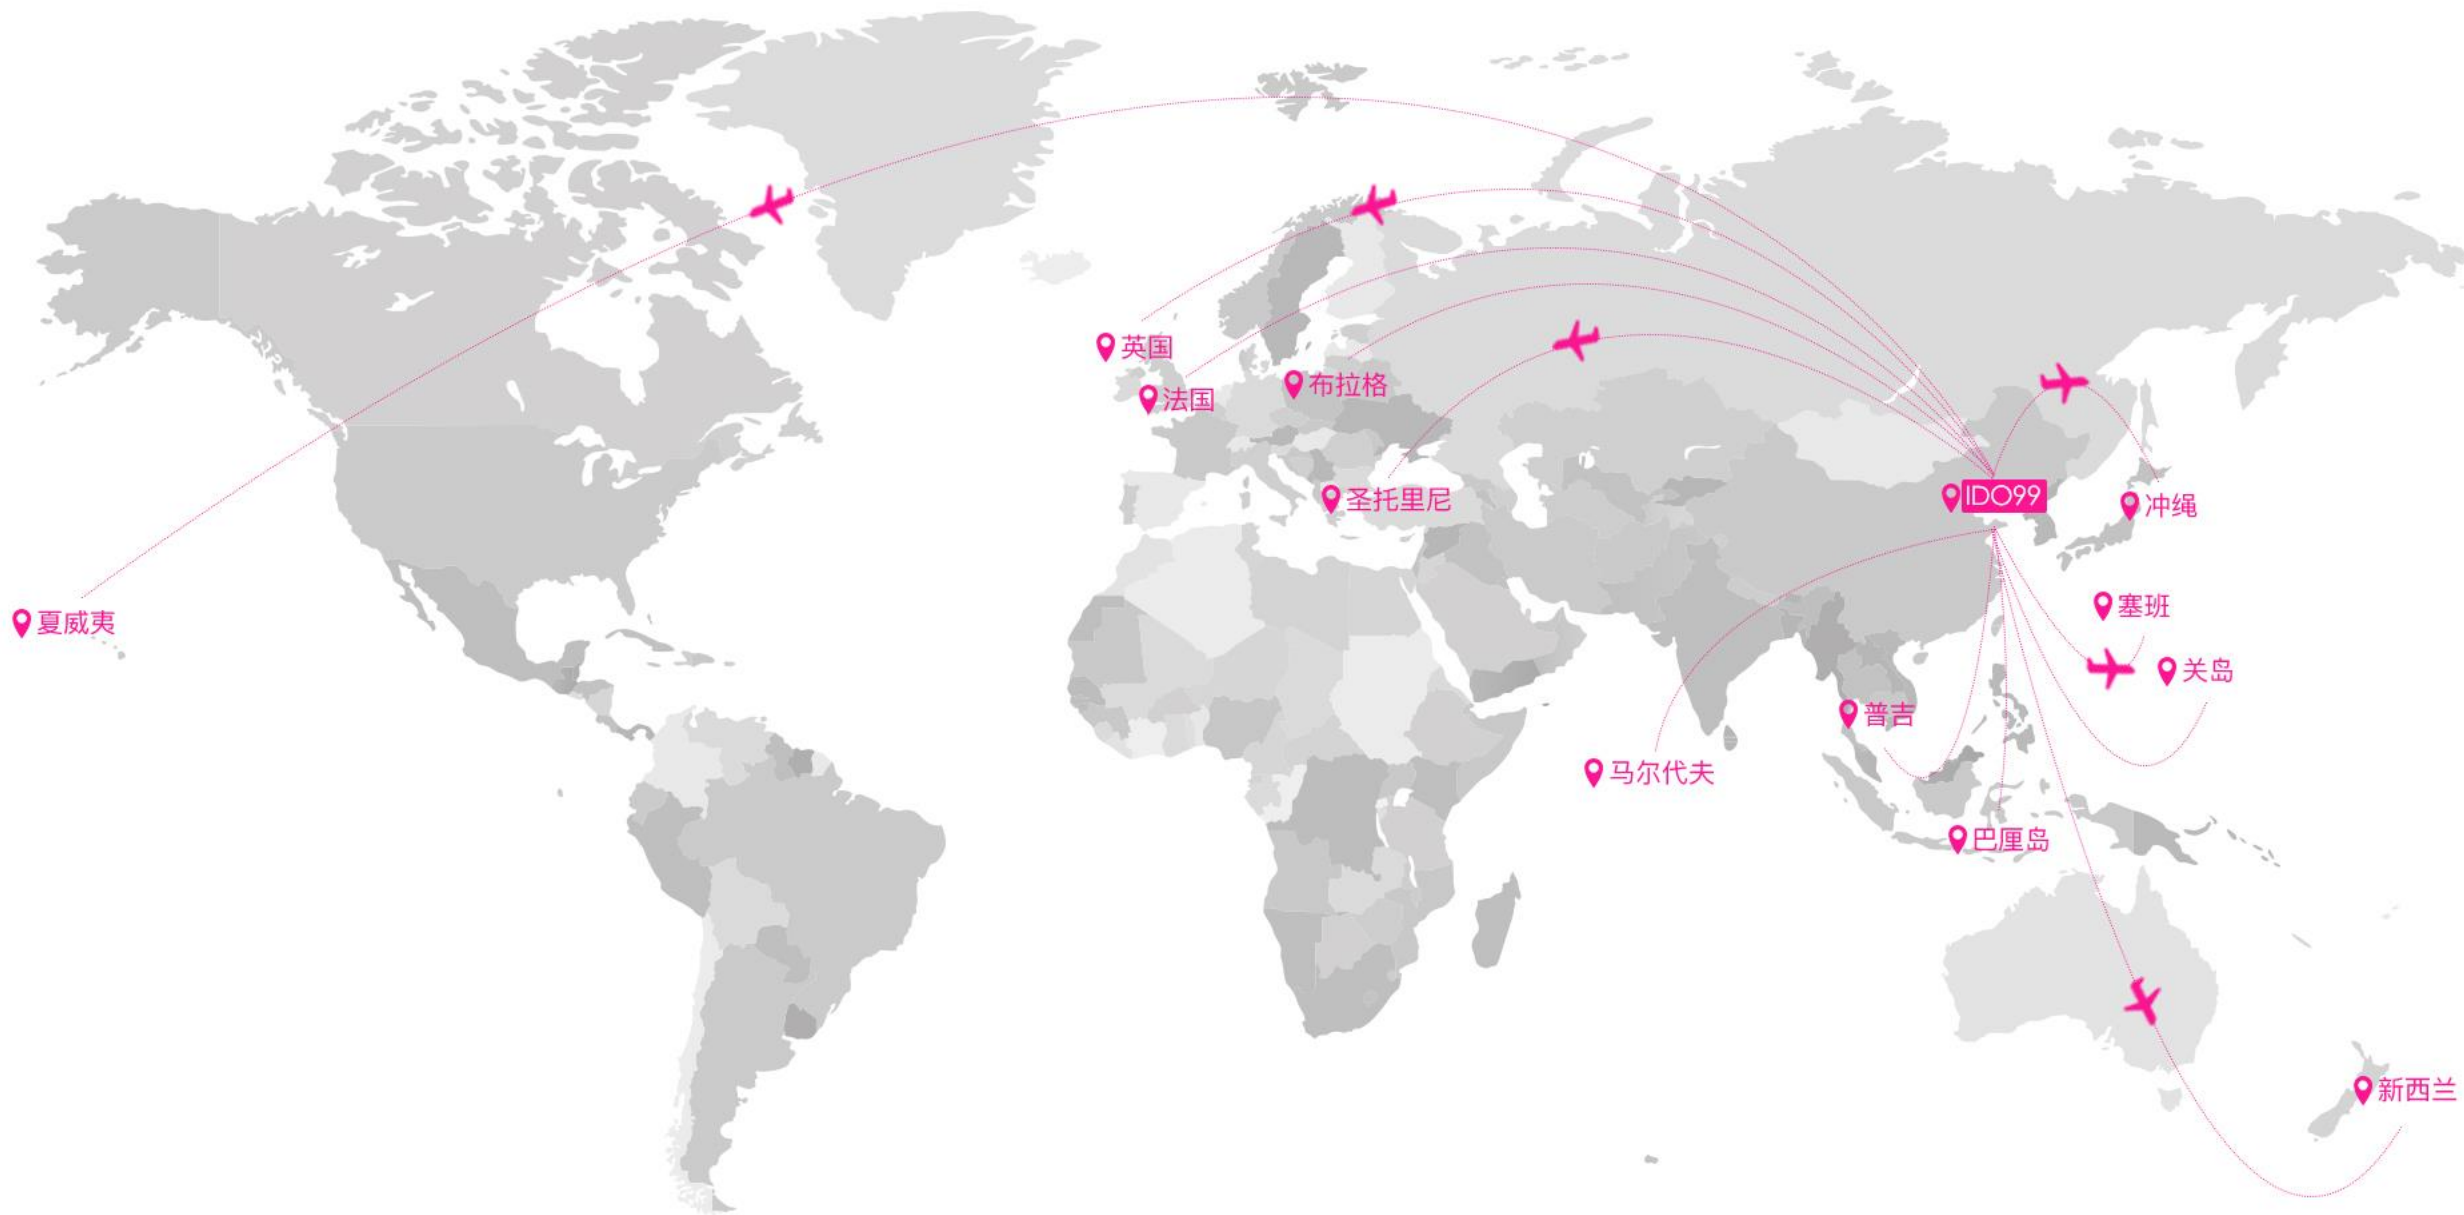 英国
布拉格
法国
IDO99
圣托里尼
冲绳
塞班
夏威夷
关岛
普吉
马尔代夫
巴厘岛
新西兰